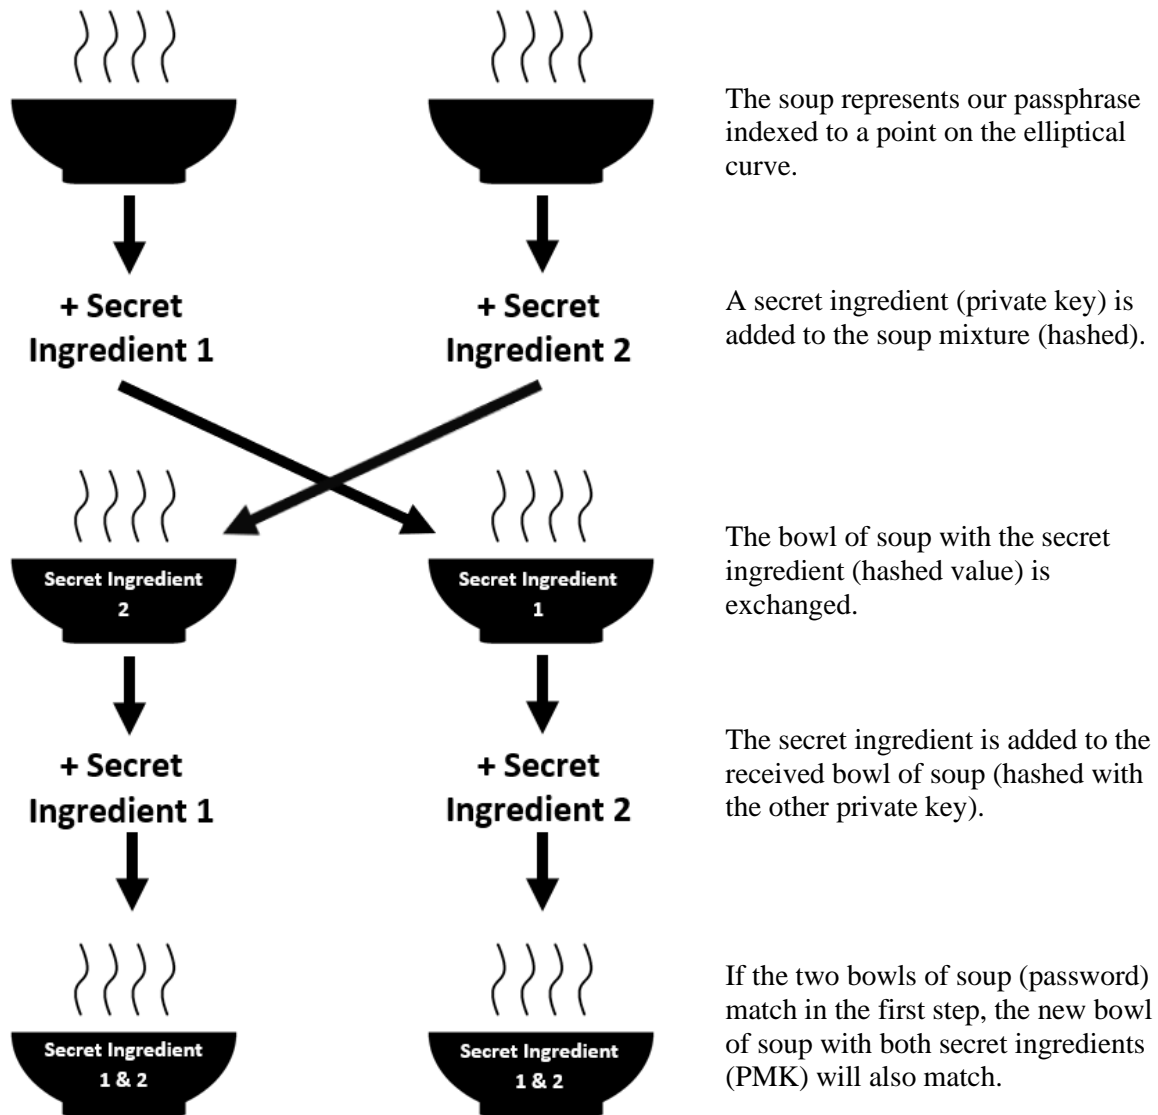 The soup represents our passphrase
indexed to a point on the elliptical
curve.
+ Secret
Ingredient 1
+ Secret
Ingredient 2
A secret ingredient (private key) is
added to the soup mixture (hashed).
Secret Ingredient
2
Secret Ingredient
1
The bowl of soup with the secret
ingredient (hashed value) is
exchanged.
+ Secret
Ingredient 1
+ Secret
Ingredient 2
The secret ingredient is added to the
received bowl of soup (hashed with
the other private key).
Secret Ingredient
1 & 2
Secret Ingredient
1 & 2
If the two bowls of soup (password)
match in the first step, the new bowl
of soup with both secret ingredients
(PMK) will also match.